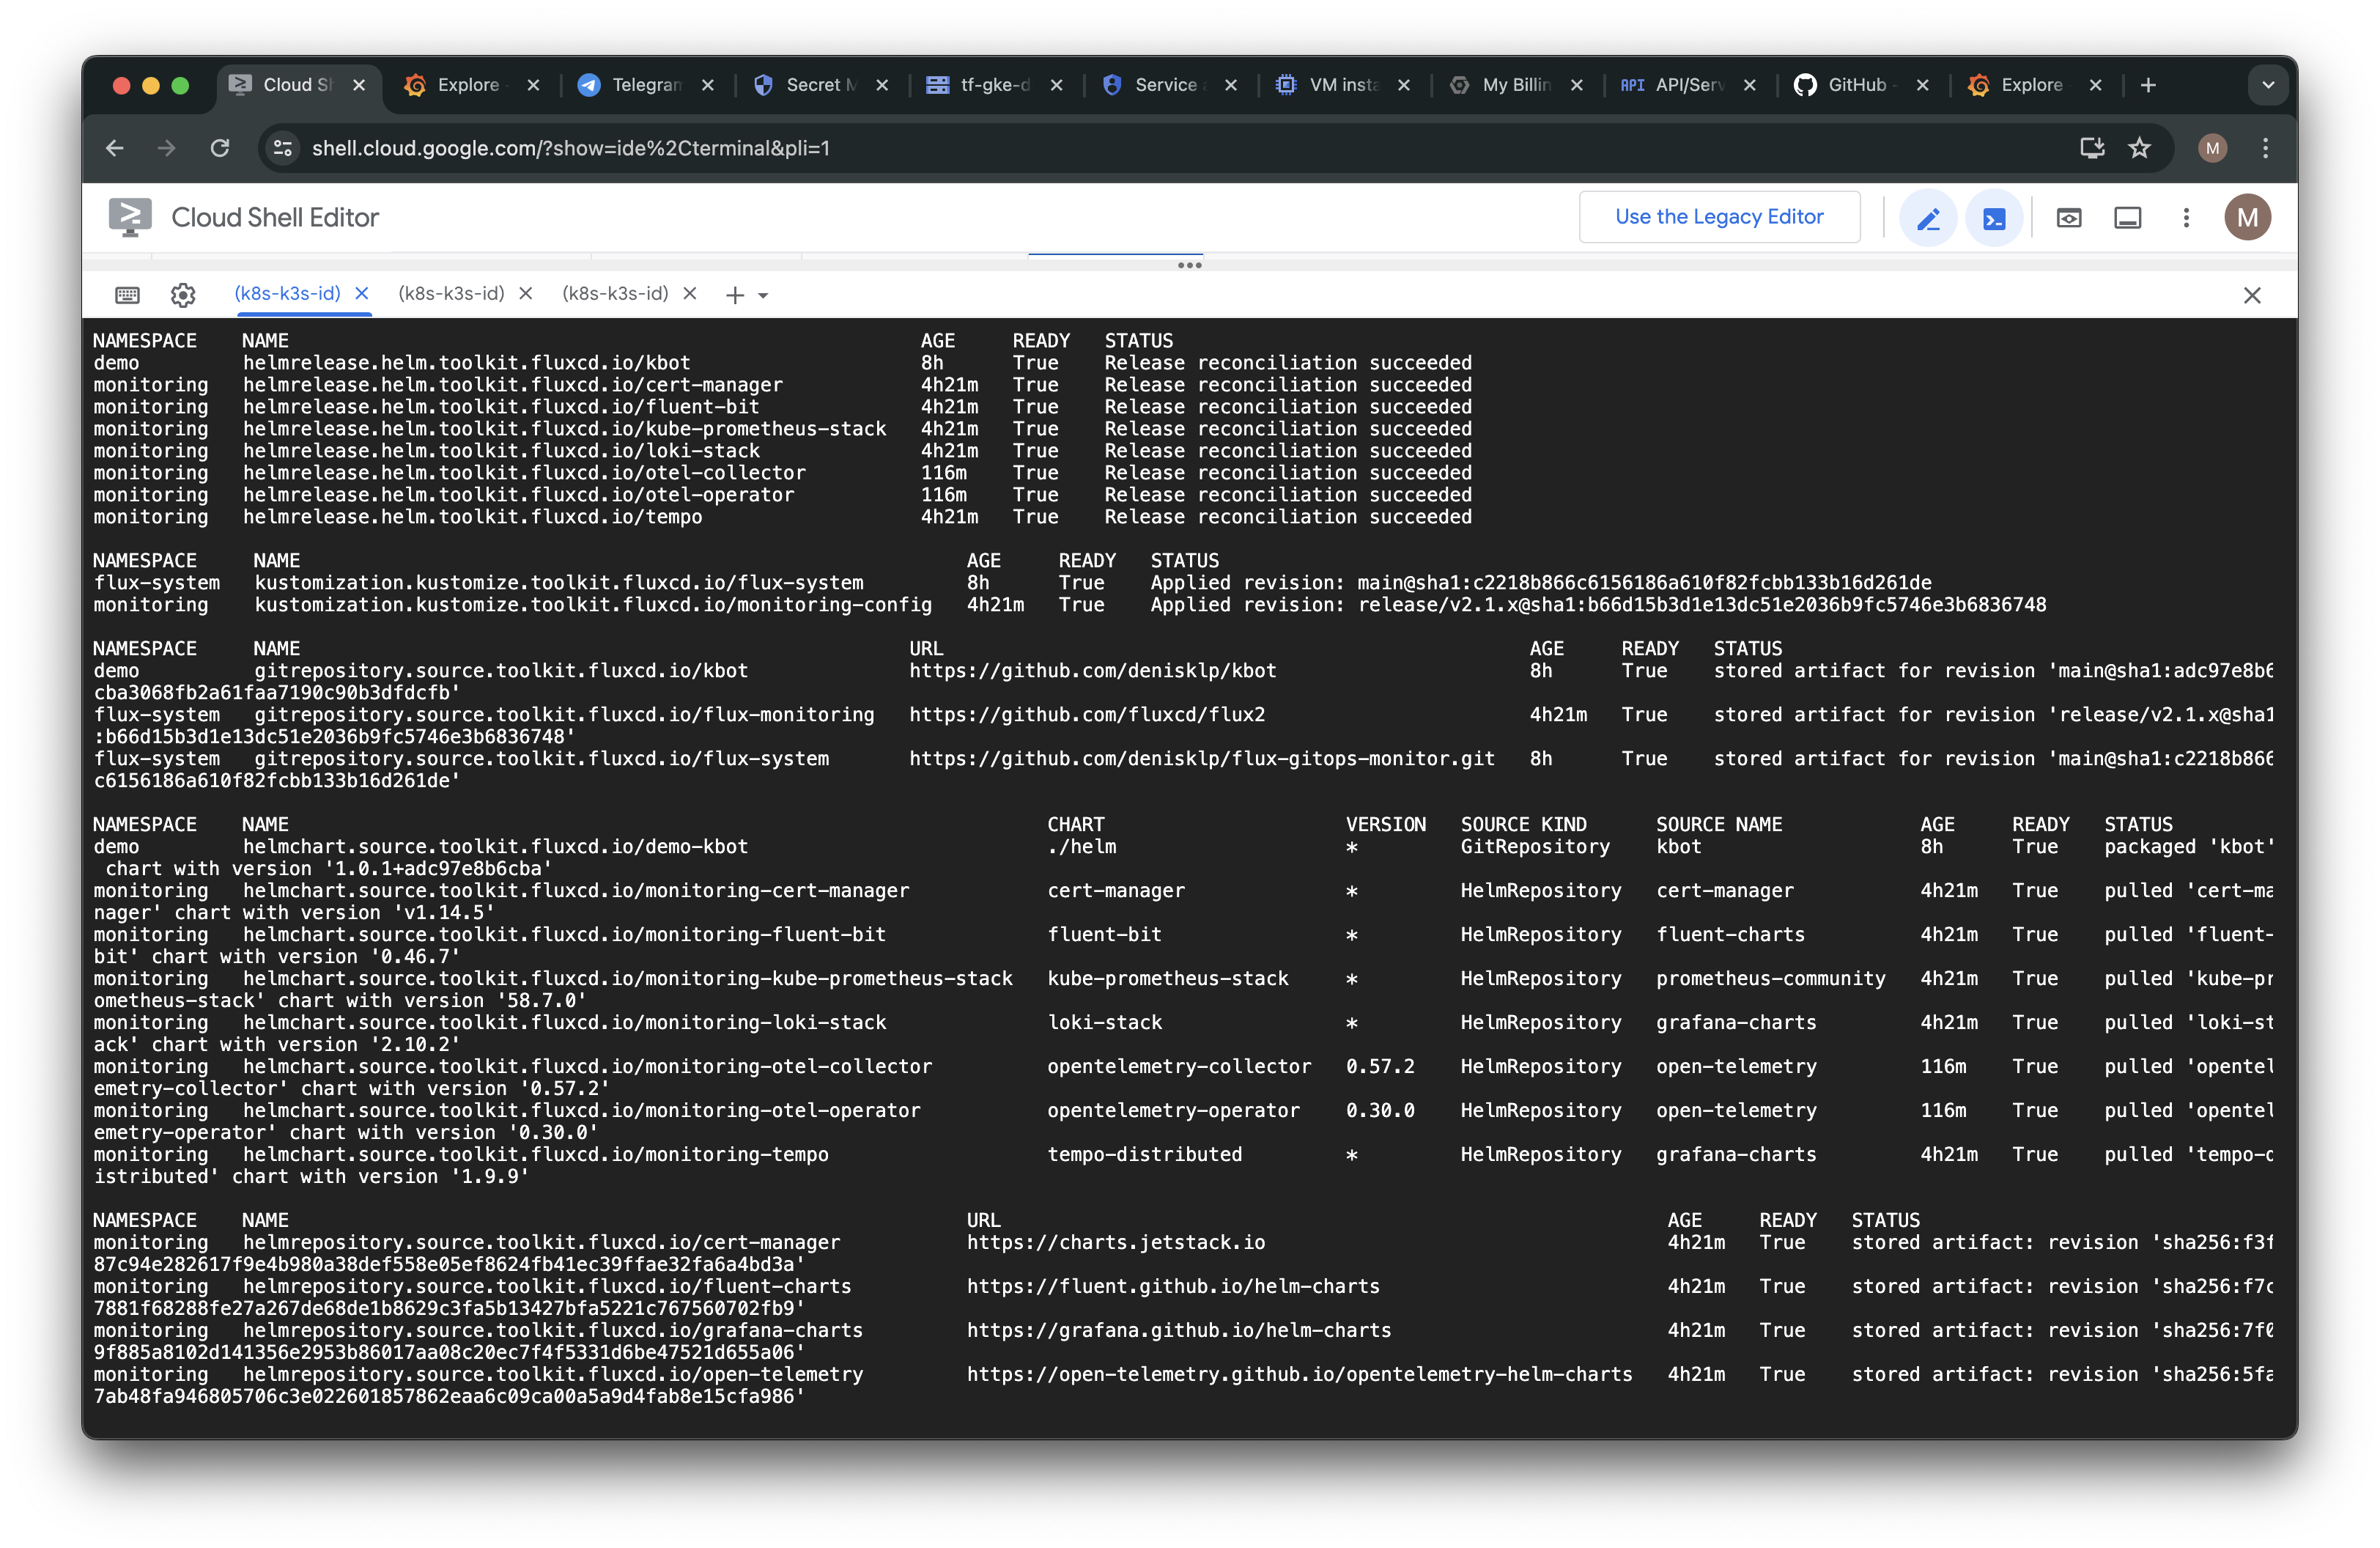 Cloud Sh
Explore -
Telegram
Secret M
tf-gke-d
Service a
VM insta
My Billin
API API/Serv
GitHub -
Explore
shell.cloud.google.com/?show=ide%2Cterminal&pli=1
M
Cloud Shell Editor
Use the Legacy Editor
M
(k8s-k3s-id)
(k8s-k3s-id)
(k8s-k3s-id)
NAMESPACE NAME AGE READY STATUS
demo helmrelease.helm.toolkit.fluxcd.io/kbot 8h True Release reconciliation succeeded
monitoring helmrelease.helm.toolkit.fluxcd.io/cert-manager 4h21m True Release reconciliation succeeded
monitoring helmrelease.helm.toolkit.fluxcd.io/fluent-bit 4h21m True Release reconciliation succeeded
monitoring helmrelease.helm.toolkit.fluxcd.io/kube-prometheus-stack 4h21m True Release reconciliation succeeded
monitoring helmrelease.helm.toolkit.fluxcd.io/loki-stack 4h21m True Release reconciliation succeeded
monitoring helmrelease.helm.toolkit.fluxcd.io/otel-collector 116m True Release reconciliation succeeded
monitoring helmrelease.helm.toolkit.fluxcd.io/otel-operator 116m True Release reconciliation succeeded
monitoring helmrelease.helm.toolkit.fluxcd.io/tempo 4h21m True Release reconciliation succeeded
NAMESPACE NAME AGE READY STATUS
flux-system kustomization.kustomize.toolkit.fluxcd.io/flux-system 8h True Applied revision: main@sha1:c2218b866c6156186a610f82fcbb133b16d261de
monitoring kustomization.kustomize.toolkit.fluxcd.io/monitoring-config 4h21m True Applied revision: release/v2.1.x@sha1:b66d15b3d1e13dc51e2036b9fc5746e3b6836748
NAMESPACE NAME URL AGE READY STATUS
demo gitrepository.source.toolkit.fluxcd.io/kbot https://github.com/denisklp/kbot 8h True stored artifact for revision 'main@sha1:adc97e8b6
cba3068fb2a61faa7190c90b3dfdcfb'
flux-system gitrepository.source.toolkit.fluxcd.io/flux-monitoring https://github.com/fluxcd/flux2 4h21m True stored artifact for revision 'release/v2.1.x@sha1
:b66d15b3d1e13dc51e2036b9fc5746e3b6836748'
flux-system gitrepository.source.toolkit.fluxcd.io/flux-system https://github.com/denisklp/flux-gitops-monitor.git 8h True stored artifact for revision 'main@sha1:c2218b866
c6156186a610f82fcbb133b16d261de'
NAMESPACE NAME CHART VERSION SOURCE KIND SOURCE NAME AGE READY STATUS
demo helmchart.source.toolkit.fluxcd.io/demo-kbot ./helm * GitRepository kbot 8h True packaged 'kbot'
chart with version '1.0.1+adc97e8b6cba'
monitoring helmchart.source.toolkit.fluxcd.io/monitoring-cert-manager cert-manager * HelmRepository cert-manager 4h21m True pulled 'cert-ma
nager' chart with version 'v1.14.5'
monitoring helmchart.source.toolkit.fluxcd.io/monitoring-fluent-bit fluent-bit * HelmRepository fluent-charts 4h21m True pulled 'fluent-
bit' chart with version '0.46.7'
monitoring helmchart.source.toolkit.fluxcd.io/monitoring-kube-prometheus-stack kube-prometheus-stack * HelmRepository prometheus-community 4h21m True pulled 'kube-pr
ometheus-stack' chart with version '58.7.0'
monitoring helmchart.source.toolkit.fluxcd.io/monitoring-loki-stack loki-stack * HelmRepository grafana-charts 4h21m True pulled 'loki-st
ack' chart with version '2.10.2'
monitoring helmchart.source.toolkit.fluxcd.io/monitoring-otel-collector opentelemetry-collector 0.57.2 HelmRepository open-telemetry 116m True pulled 'opentel
emetry-collector' chart with version '0.57.2'
monitoring helmchart.source.toolkit.fluxcd.io/monitoring-otel-operator opentelemetry-operator 0.30.0 HelmRepository open-telemetry 116m True pulled 'opentel
emetry-operator' chart with version '0.30.0'
monitoring helmchart.source.toolkit.fluxcd.io/monitoring-tempo tempo-distributed * HelmRepository grafana-charts 4h21m True pulled 'tempo-d
istributed' chart with version '1.9.9'
NAMESPACE NAME URL AGE READY STATUS
monitoring helmrepository.source.toolkit.fluxcd.io/cert-manager https://charts.jetstack.io 4h21m True stored artifact: revision 'sha256:f3f
87c94e282617f9e4b980a38def558e05ef8624fb41ec39ffae32fa6a4bd3a'
monitoring helmrepository.source.toolkit.fluxcd.io/fluent-charts https://fluent.github.io/helm-charts 4h21m True stored artifact: revision 'sha256:f7c
7881f68288fe27a267de68de1b8629c3fa5b13427bfa5221c767560702fb9'
monitoring helmrepository.source.toolkit.fluxcd.io/grafana-charts https://grafana.github.io/helm-charts 4h21m True stored artifact: revision 'sha256:7f0
9f885a8102d141356e2953b86017aa08c20ec7f4f5331d6be47521d655a06'
monitoring helmrepository.source.toolkit.fluxcd.io/open-telemetry https://open-telemetry.github.io/opentelemetry-helm-charts 4h21m True stored artifact: revision 'sha256:5fa
7ab48fa946805706c3e022601857862eaa6c09ca00a5a9d4fab8e15cfa986'